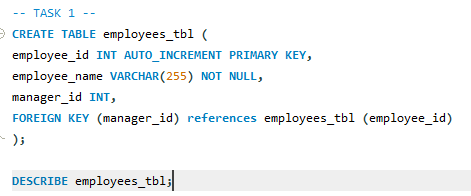 -- TASK 1 --
CREATE TABLE employees_tbl (
employee_id INT AUTO_INCREMENT PRIMARY KEY,
employee_name VARCHAR(255) NOT NULL,
manager_id INT,
FOREIGN KEY (manager_id) references employees_tbl (employee_id)
);
DESCRIBE employees_tbl;